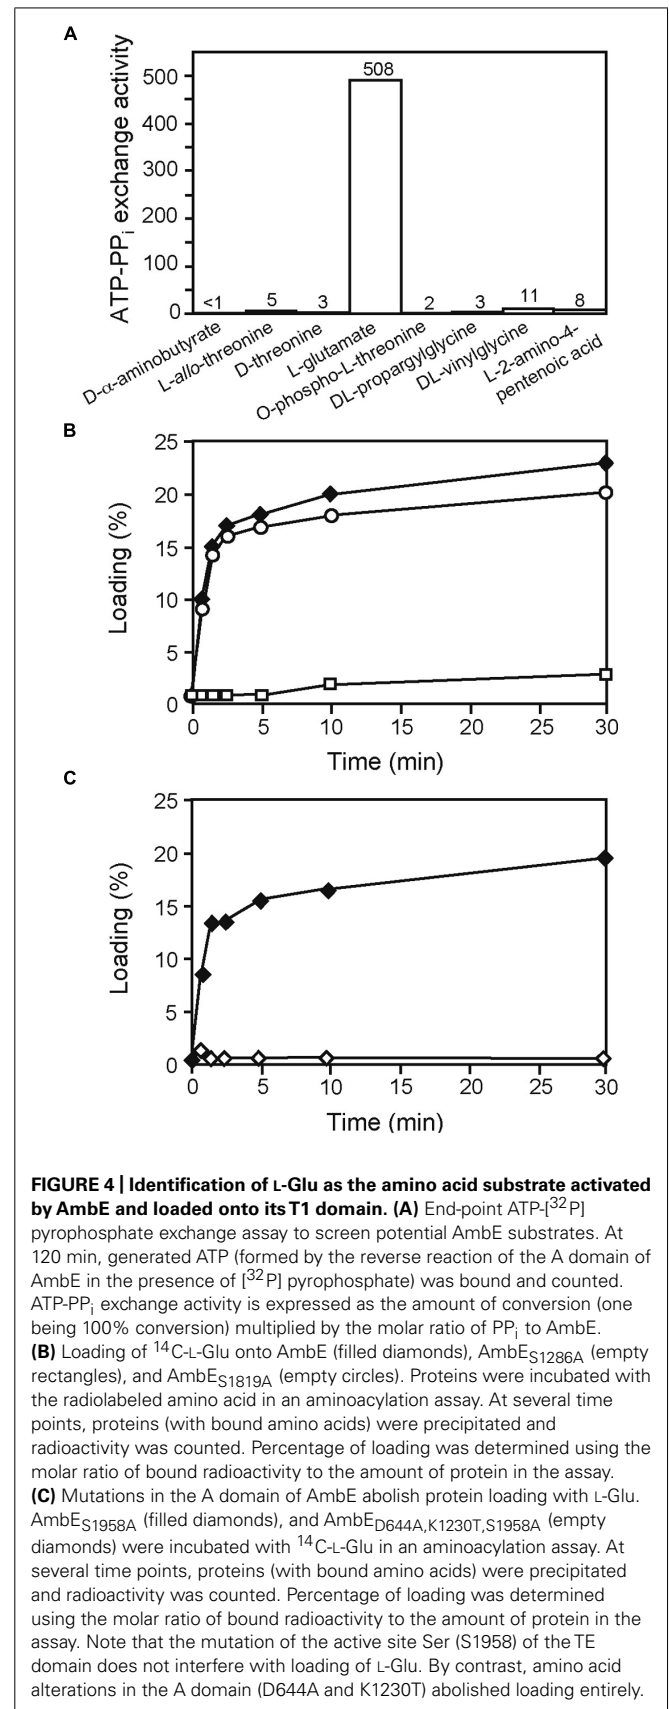 A
ATP-PPi exchange activity
500
400
300
200
100
0
<1
5
3
508
2
3
11
8
D-α-aminobutyrate
L-allo-threonine
D-threonine
L-glutamate
O-phospho-L-threonine
DL-propargylglycine
DL-vinylglycine
L-2-amino-4-
pentenoic acid
B
Loading (%)
25
20
15
10
5
0
0 5 10 15 20 25 30
Time (min)
C
Loading (%)
25
20
15
10
5
0
0 5 10 15 20 25 30
Time (min)
FIGURE 4 | Identification of L-Glu as the amino acid substrate activated
by AmbE and loaded onto its T1 domain. (A) End-point ATP-[32P]
pyrophosphate exchange assay to screen potential AmbE substrates. At
120 min, generated ATP (formed by the reverse reaction of the A domain of
AmbE in the presence of [32P] pyrophosphate) was bound and counted.
ATP-PPi exchange activity is expressed as the amount of conversion (one
being 100% conversion) multiplied by the molar ratio of PPi to AmbE.
(B) Loading of 14C-L-Glu onto AmbE (filled diamonds), AmbES1286A (empty
rectangles), and AmbES1819A (empty circles). Proteins were incubated with
the radiolabeled amino acid in an aminoacylation assay. At several time
points, proteins (with bound amino acids) were precipitated and
radioactivity was counted. Percentage of loading was determined using the
molar ratio of bound radioactivity to the amount of protein in the assay.
(C) Mutations in the A domain of AmbE abolish protein loading with L-Glu.
AmbES1958A (filled diamonds), and AmbED644A,K1230T,S1958A (empty
diamonds) were incubated with 14C-L-Glu in an aminoacylation assay. At
several time points, proteins (with bound amino acids) were precipitated
and radioactivity was counted. Percentage of loading was determined
using the molar ratio of bound radioactivity to the amount of protein in the
assay. Note that the mutation of the active site Ser (S1958) of the TE
domain does not interfere with loading of L-Glu. By contrast, amino acid
alterations in the A domain (D644A and K1230T) abolished loading entirely.